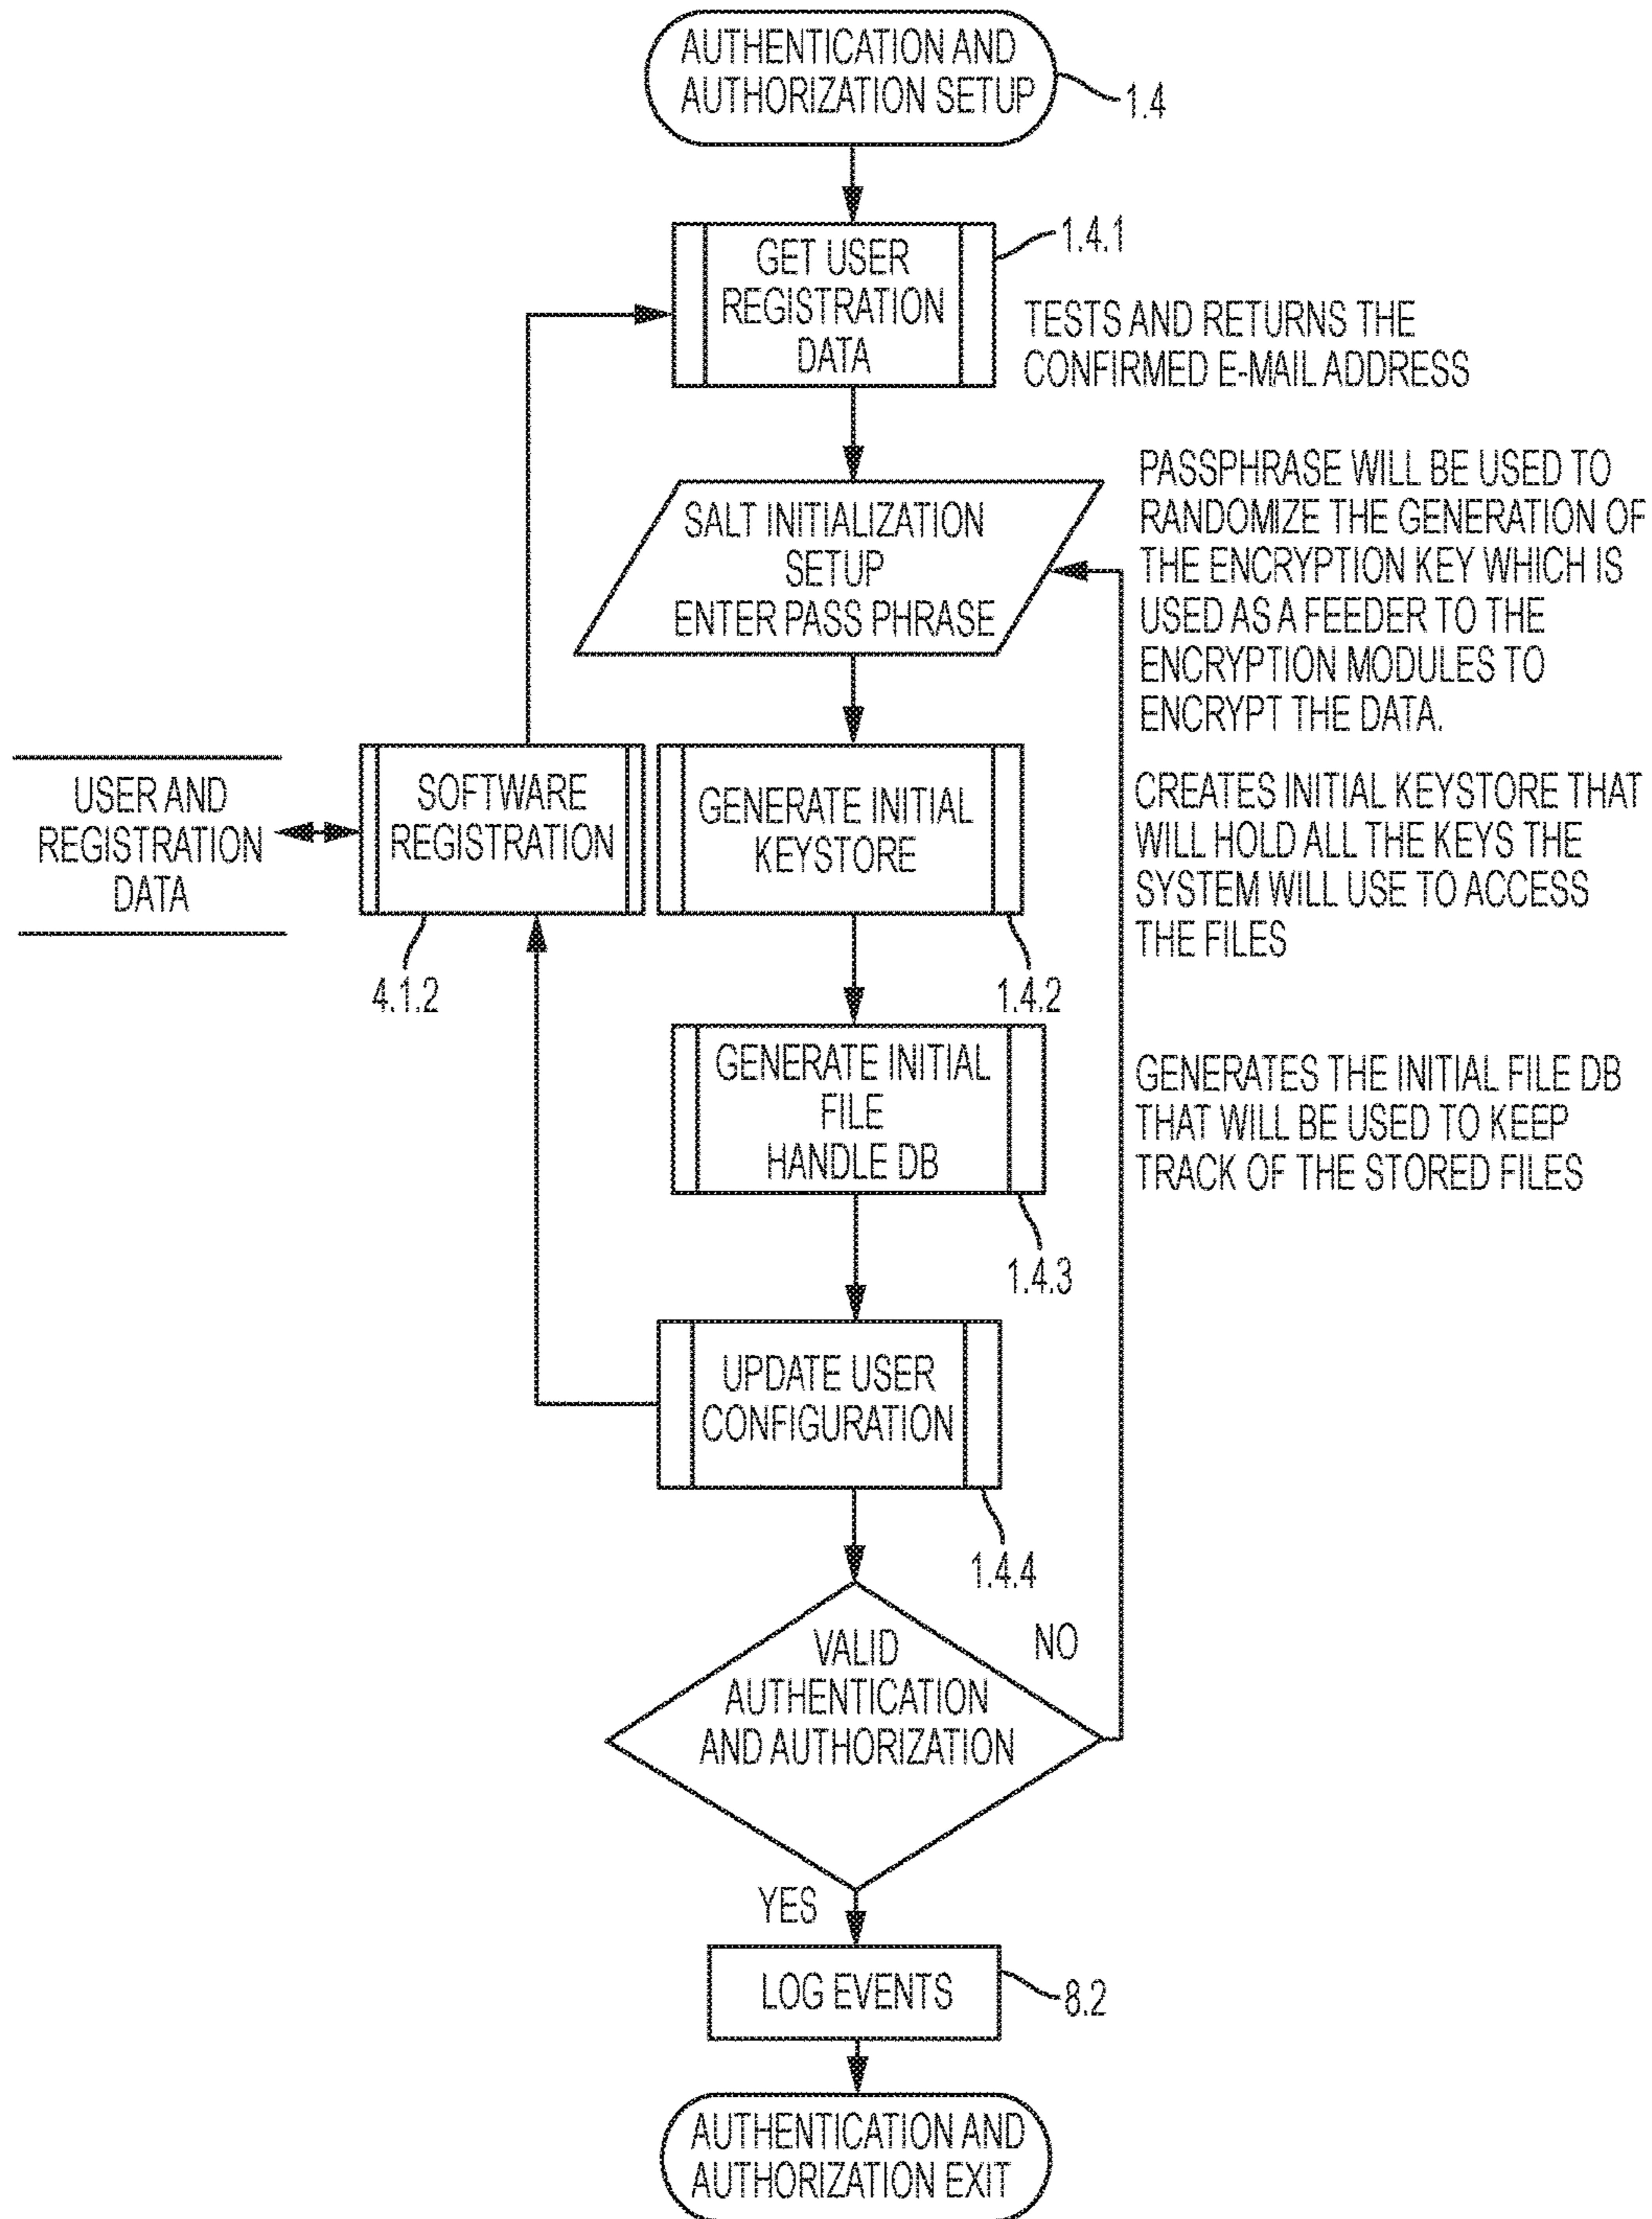 AUTHENTICATION AND
AUTHORIZATION SETUP
1.4
GET USER
REGISTRATION
DATA
1.4.1
TESTS AND RETURNS THE
CONFIRMED E-MAIL ADDRESS
SALT INITIALIZATION
SETUP
ENTER PASS PHRASE
PASSPHRASE WILL BE USED TO
RANDOMIZE THE GENERATION OF
THE ENCRYPTION KEY WHICH IS
USED AS A FEEDER TO THE
ENCRYPTION MODULES TO
ENCRYPT THE DATA.
USER AND
REGISTRATION
DATA
SOFTWARE
REGISTRATION
4.1.2
GENERATE INITIAL
KEYSTORE
1.4.2
CREATES INITIAL KEYSTORE THAT
WILL HOLD ALL THE KEYS THE
SYSTEM WILL USE TO ACCESS
THE FILES
GENERATE INITIAL
FILE
HANDLE DB
1.4.3
GENERATES THE INITIAL FILE DB
THAT WILL BE USED TO KEEP
TRACK OF THE STORED FILES
UPDATE USER
CONFIGURATION
1.4.4
VALID
AUTHENTICATION
AND AUTHORIZATION
NO
YES
LOG EVENTS
8.2
AUTHENTICATION AND
AUTHORIZATION EXIT